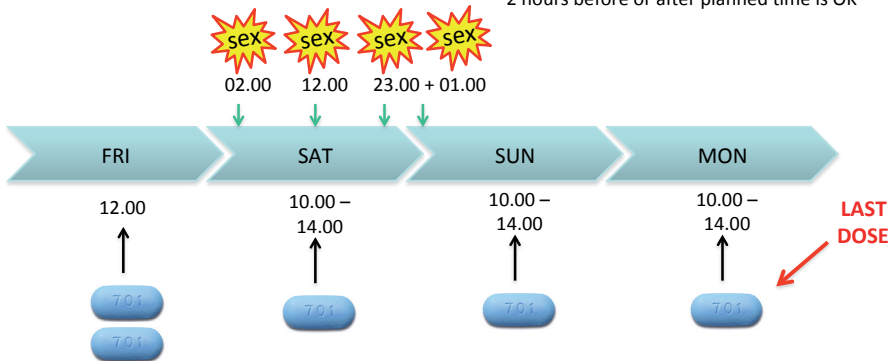 2 hours before or after planned time is OK
sex sex sex sex
02.00 12.00 23.00 + 01.00
FRI SAT SUN MON
12.00 10.00 – 10.00 – 10.00 –
14.00 14.00 14.00
LAST
DOSE
701 701 701 701
701